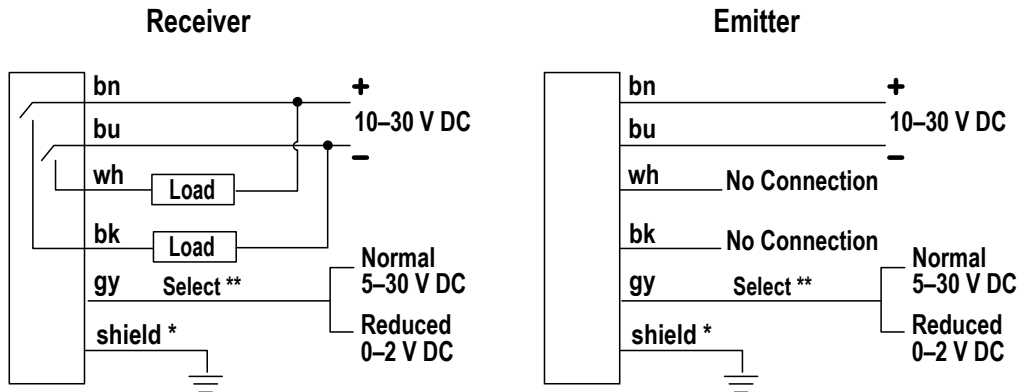 Receiver
bn
+
10–30 V DC
bu
–
wh
Load
bk
Load
gy
Select **
Normal
5–30 V DC
Reduced
0–2 V DC
shield *
Emitter
bn
+
10–30 V DC
bu
–
wh
No Connection
bk
No Connection
gy
Select **
Normal
5–30 V DC
Reduced
0–2 V DC
shield *